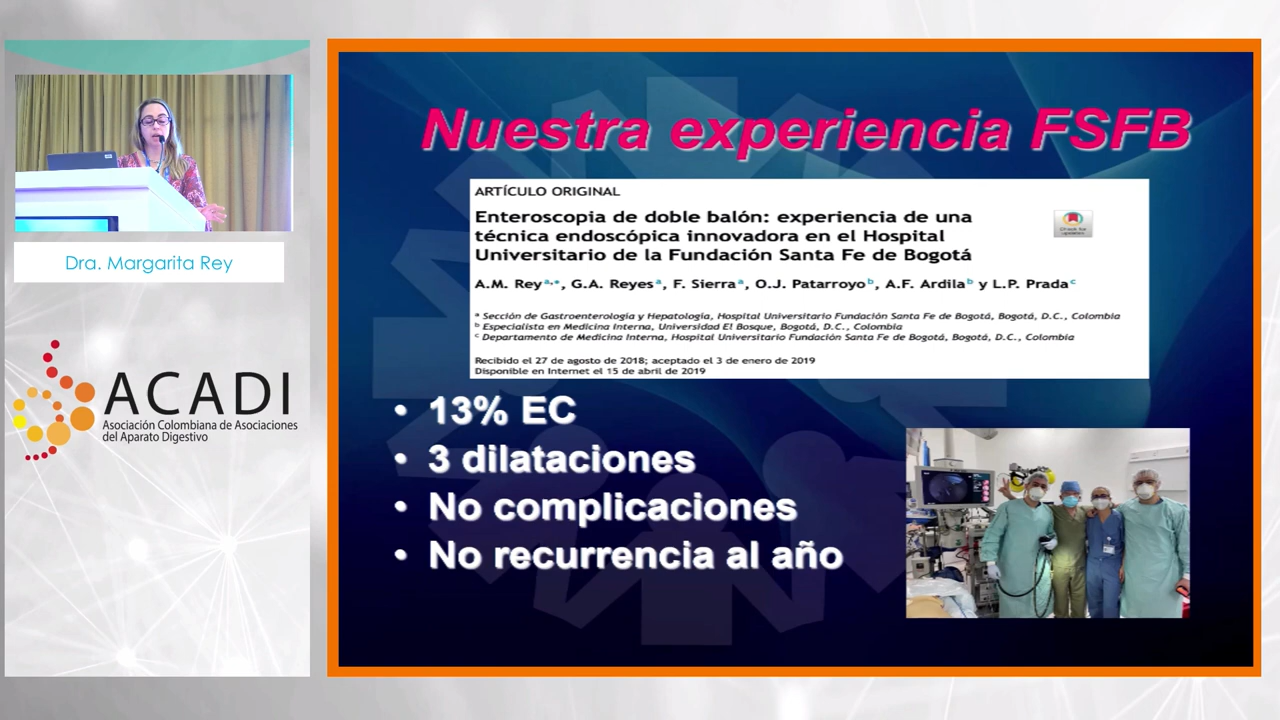 Dra. Margarita Rey
ACADI
Asociación Colombiana de Asociaciones
del Aparato Digestivo
Nuestra experiencia FSFB
ARTÍCULO ORIGINAL
Enteroscopia de doble balón: experiencia de una
técnica endoscópica innovadora en el Hospital
Universitario de la Fundación Santa Fe de Bogotá
Check for
updates
A.M. Rey a,*, G.A. Reyes a, F. Sierra a, O.J. Patarroyo b, A.F. Ardila b y L.P. Prada c
a Sección de Gastroenterología y Hepatología, Hospital Universitario Fundación Santa Fe de Bogotá, Bogotá, D.C., Colombia
b Especialista en Medicina Interna, Universidad El Bosque, Bogotá, D.C., Colombia
c Departamento de Medicina Interna, Hospital Universitario Fundación Santa Fe de Bogotá, Bogotá, D.C., Colombia
Recibido el 27 de agosto de 2018; aceptado el 3 de enero de 2019
Disponible en Internet el 15 de abril de 2019
• 13% EC
• 3 dilataciones
• No complicaciones
• No recurrencia al año